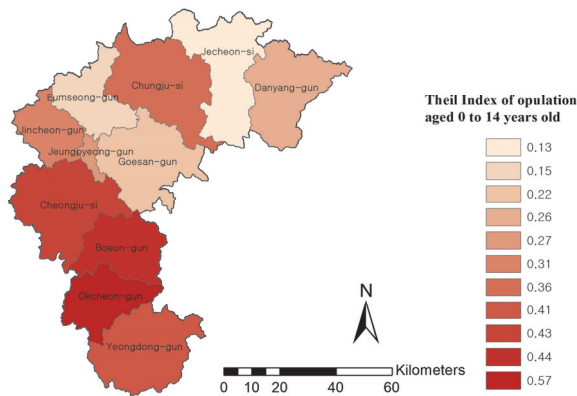 Jecheon-si
Danyang-gun
Chungju-si
Eumseong-gun
Jincheon-gun
Jeungpyeong-gun
Goesan-gun
Cheongju-si
Boeun-gun
Okcheon-gun
Yeongdong-gun
Theil Index of opulation
aged 0 to 14 years old
0.13
0.15
0.22
0.26
0.27
0.31
0.36
0.41
0.43
0.44
0.57
N
Kilometers
0 5 10 20 40 60